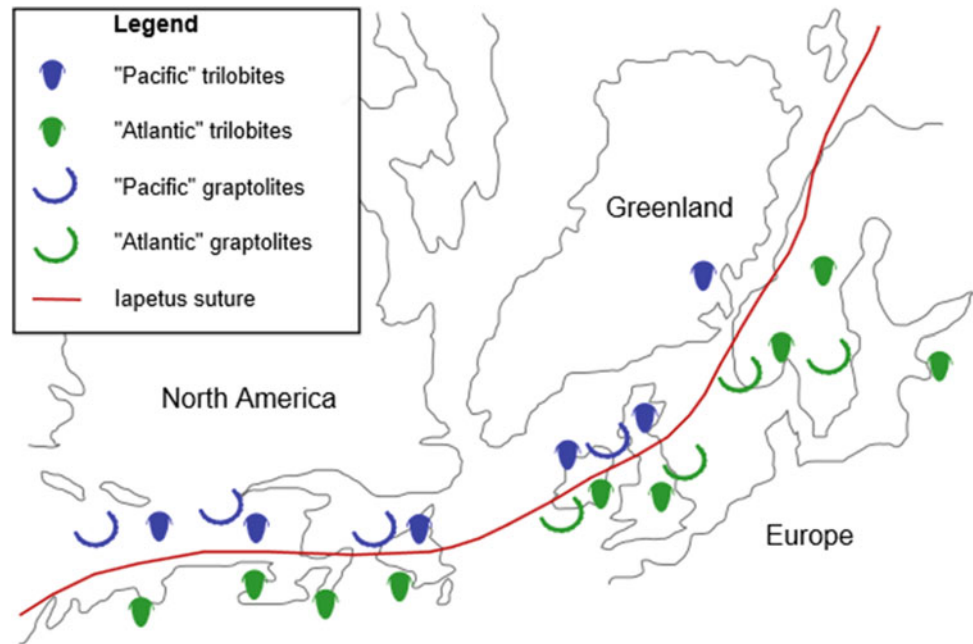 Legend
"Pacific" trilobites
"Atlantic" trilobites
"Pacific" graptolites
"Atlantic" graptolites
Iapetus suture
Greenland
North America
Europe